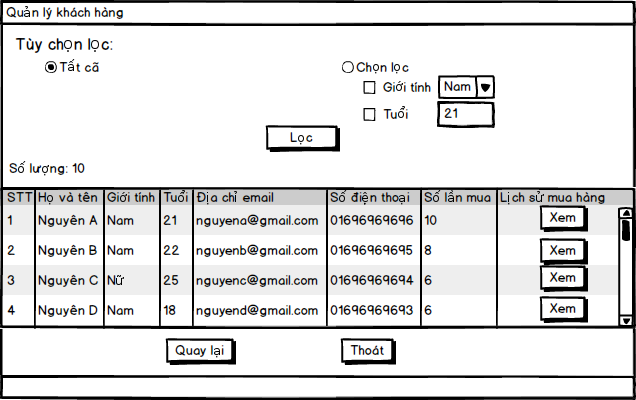 Quản lý khách hàng
Tùy chọn lọc:
Tất cã Chọn lọc
Giới tính Nam
Tuổi 21
Lọc
Số lượng: 10
STT Họ và tên Giới tính Tuổi Địa chỉ email Số điện thoại Số lần mua Lịch sử mua hàng
1 Nguyên A Nam 21 nguyena@gmail.com 01696969696 10 Xem
2 Nguyên B Nam 22 nguyenb@gmail.com 01696969695 8 Xem
3 Nguyên C Nữ 25 nguyenc@gmail.com 01696969694 6 Xem
4 Nguyên D Nam 18 nguyend@gmail.com 01696969693 6 Xem
Quay lại Thoát